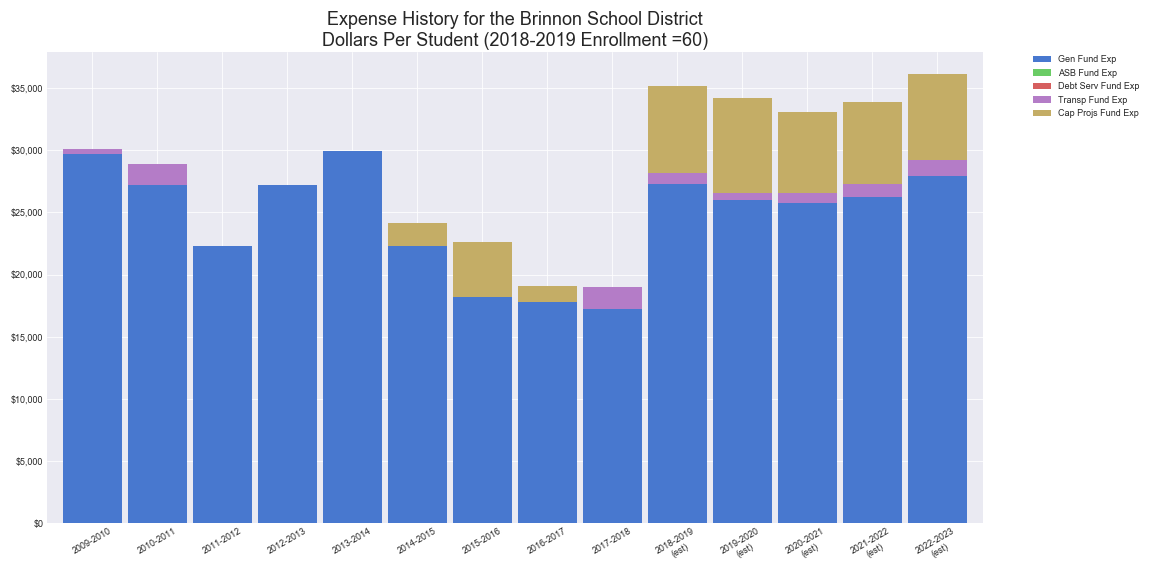 Expense History for the Brinnon School District
Dollars Per Student (2018-2019 Enrollment =60)
Gen Fund Exp
ASB Fund Exp
Debt Serv Fund Exp
Transp Fund Exp
Cap Projs Fund Exp
$35,000
$30,000
$25,000
$20,000
$15,000
$10,000
$5,000
$0
2009-2010
2010-2011
2011-2012
2012-2013
2013-2014
2014-2015
2015-2016
2016-2017
2017-2018
2018-2019
(est)
2019-2020
(est)
2020-2021
(est)
2021-2022
(est)
2022-2023
(est)